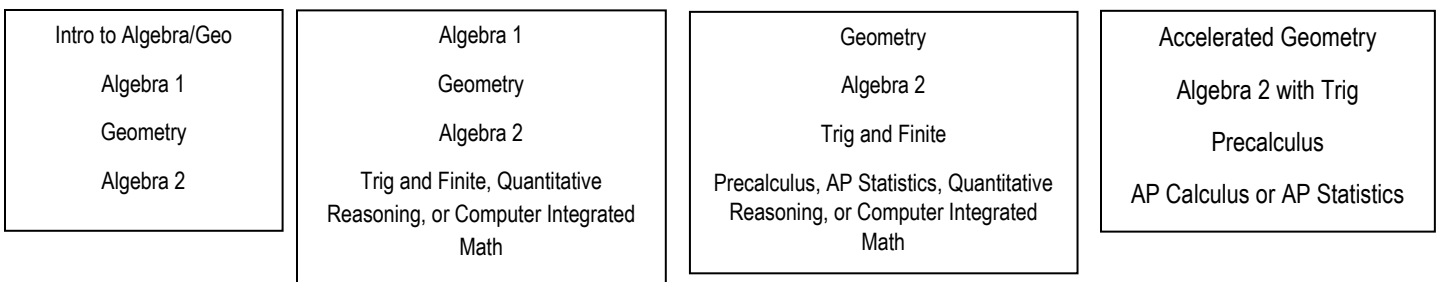 Intro to Algebra/Geo
Algebra 1
Geometry
Algebra 2
Algebra 1
Geometry
Algebra 2
Trig and Finite, Quantitative
Reasoning, or Computer Integrated
Math
Geometry
Algebra 2
Trig and Finite
Precalculus, AP Statistics, Quantitative
Reasoning, or Computer Integrated
Math
Accelerated Geometry
Algebra 2 with Trig
Precalculus
AP Calculus or AP Statistics